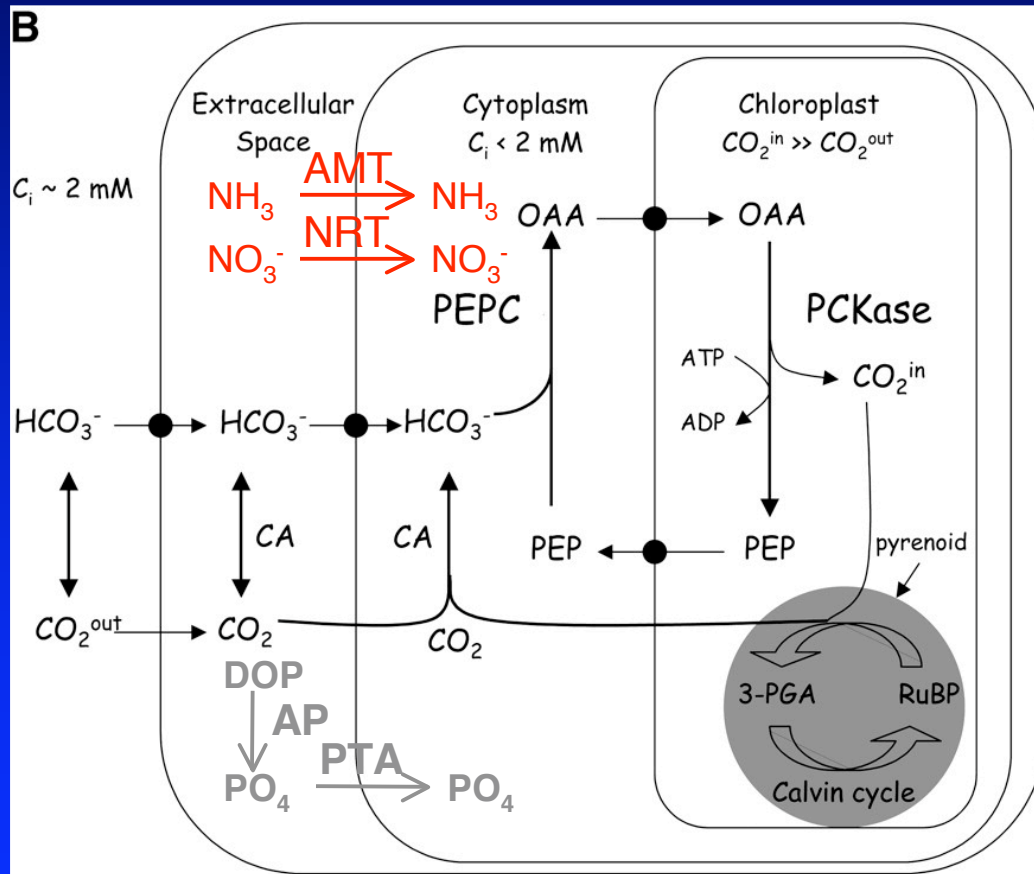 B
Extracellular
Space
Cytoplasm
Cᵢ < 2 mM
Chloroplast
CO₂ⁱⁿ >> CO₂ᵒᵘᵗ
Cᵢ ~ 2 mM
NH₃ AMT NH₃
NO₃⁻ NRT NO₃⁻
OAA OAA
PEPC
PCKase
ATP
CO₂ⁱⁿ
ADP
HCO₃⁻ HCO₃⁻ HCO₃⁻
CA CA
PEP PEP
pyrenoid
CO₂ᵒᵘᵗ CO₂ CO₂
DOP
AP
PTA
PO₄ PO₄
3-PGA RuBP
Calvin cycle